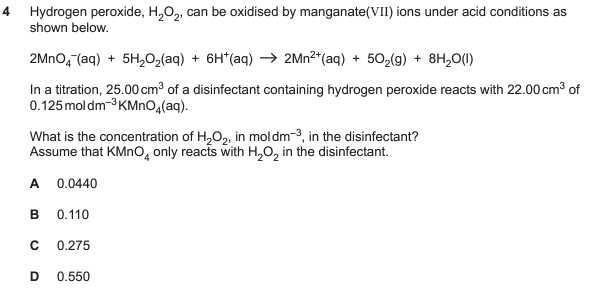 4 Hydrogen peroxide, H₂O₂, can be oxidised by manganate(VII) ions under acid conditions as
shown below.
2MnO₄⁻(aq) + 5H₂O₂(aq) + 6H⁺(aq) → 2Mn²⁺(aq) + 5O₂(g) + 8H₂O(l)
In a titration, 25.00 cm³ of a disinfectant containing hydrogen peroxide reacts with 22.00 cm³ of
0.125 mol dm⁻³ KMnO₄(aq).
What is the concentration of H₂O₂, in mol dm⁻³, in the disinfectant?
Assume that KMnO₄ only reacts with H₂O₂ in the disinfectant.
A 0.0440
B 0.110
C 0.275
D 0.550